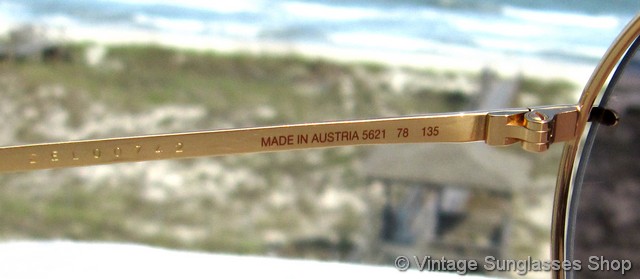 MADE IN AUSTRIA 5621 78 135
© Vintage Sunglasses Shop